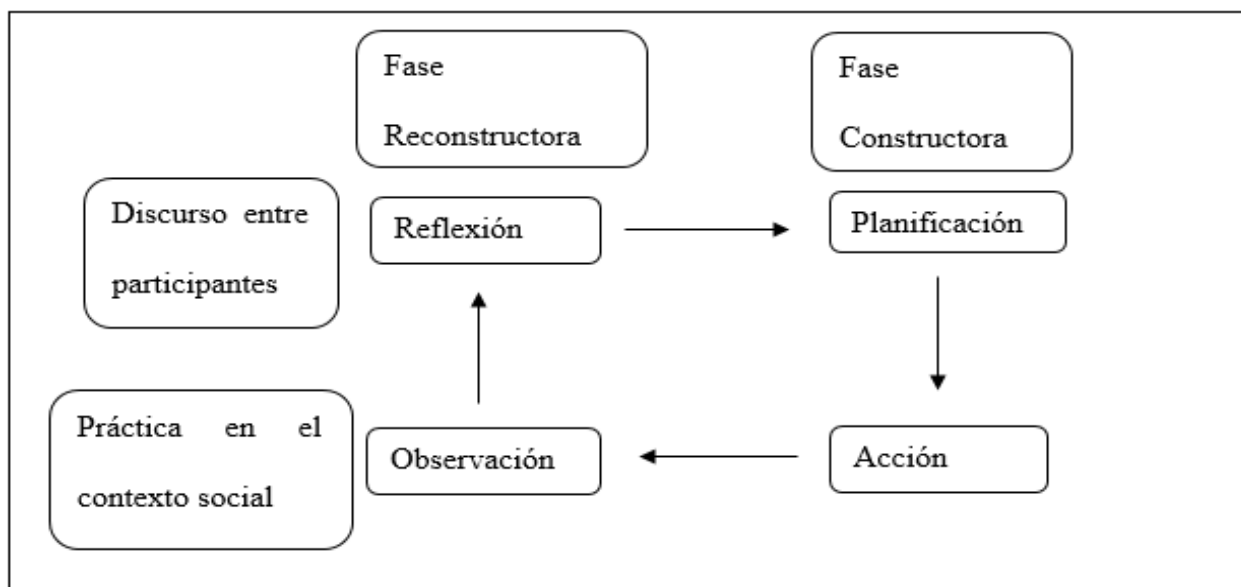 Fase
Reconstructora
Fase
Constructora
Discurso entre
participantes
Reflexión
Planificación
Práctica en el
contexto social
Observación
Acción